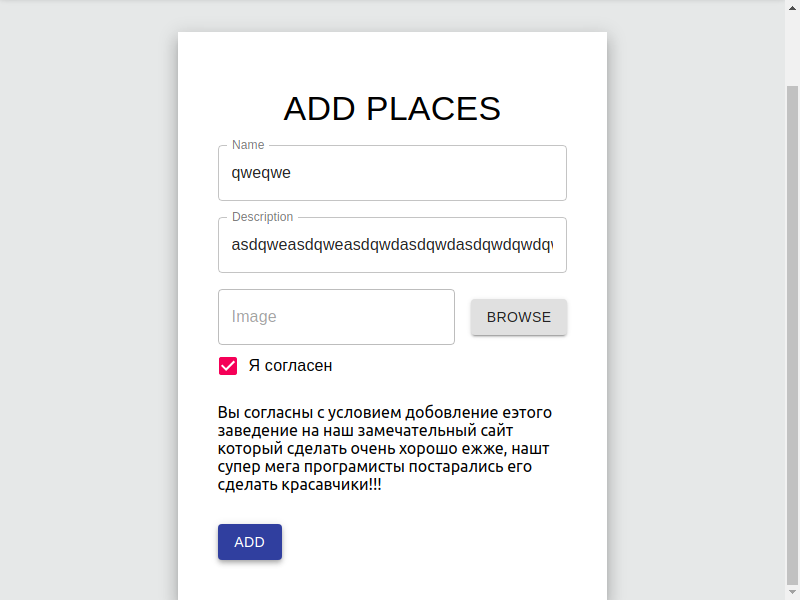 ADD PLACES
Name
qweqwe
Description
asdqweasdqweasdqwdasdqwdasdqwdqwdqw
Image
BROWSE
Я согласен
Вы согласны с условием добовление еэтого
заведение на наш замечательный сайт
который сделать очень хорошо ежже, нашт
супер мега програмисты постарались его
сделать красавчики!!!
ADD